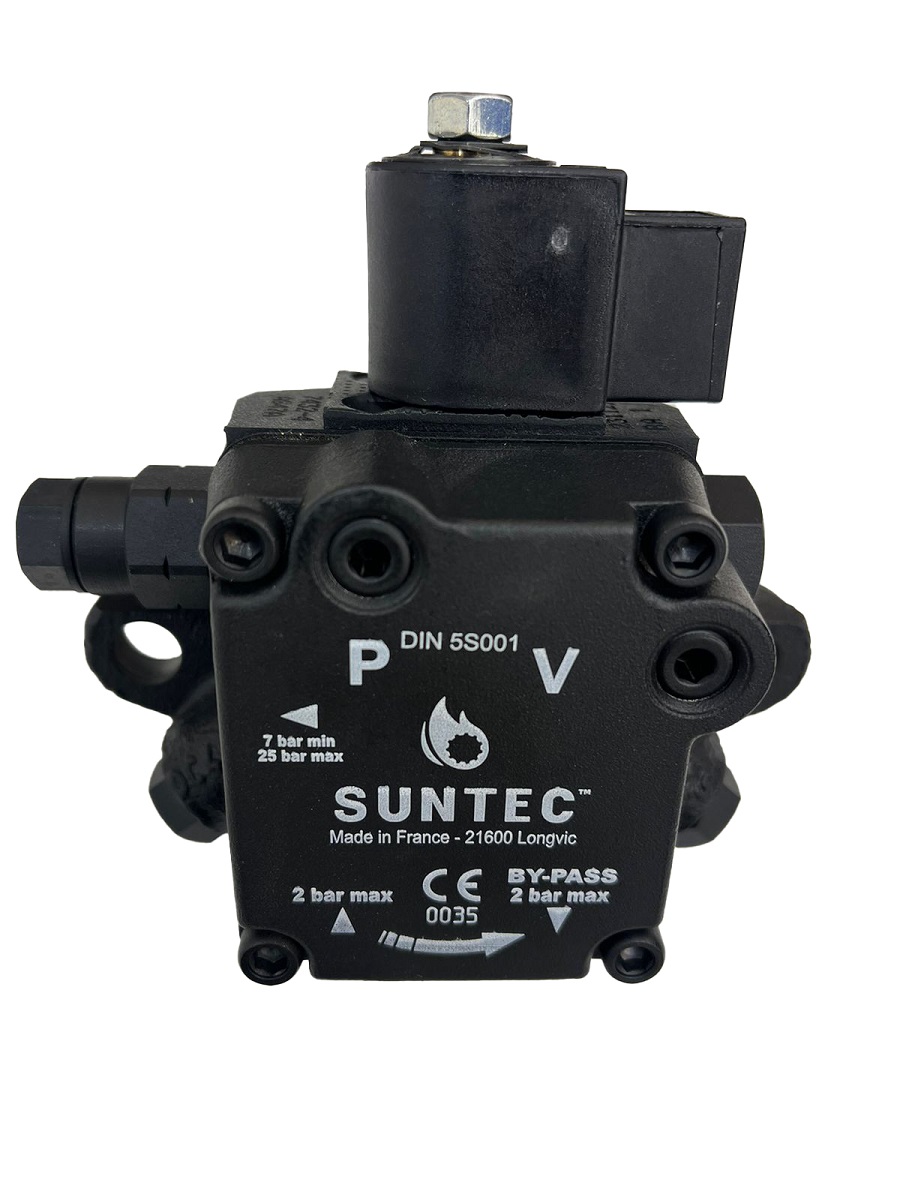 P DIN 5S001 V
7 bar min
25 bar max
SUNTEC™
Made in France - 21600 Longvic
BY-PASS
2 bar max CE 2 bar max
0035